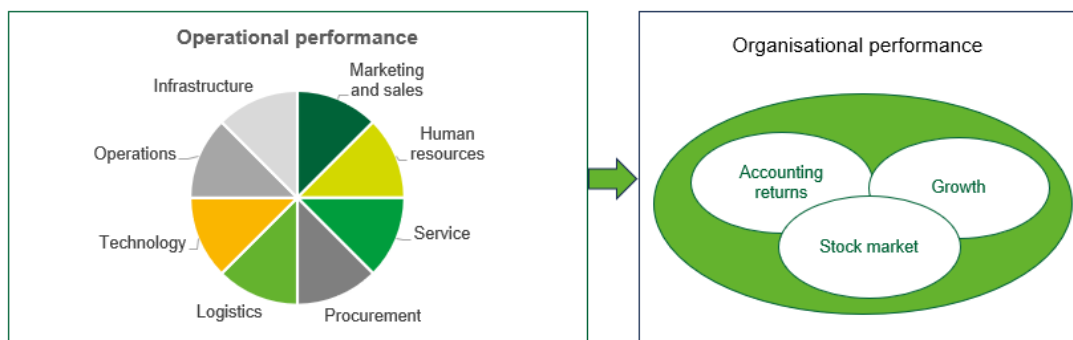 Operational performance
Marketing
and sales
Human
resources
Service
Procurement
Logistics
Technology
Operations
Infrastructure
Organisational performance
Accounting
returns
Growth
Stock market